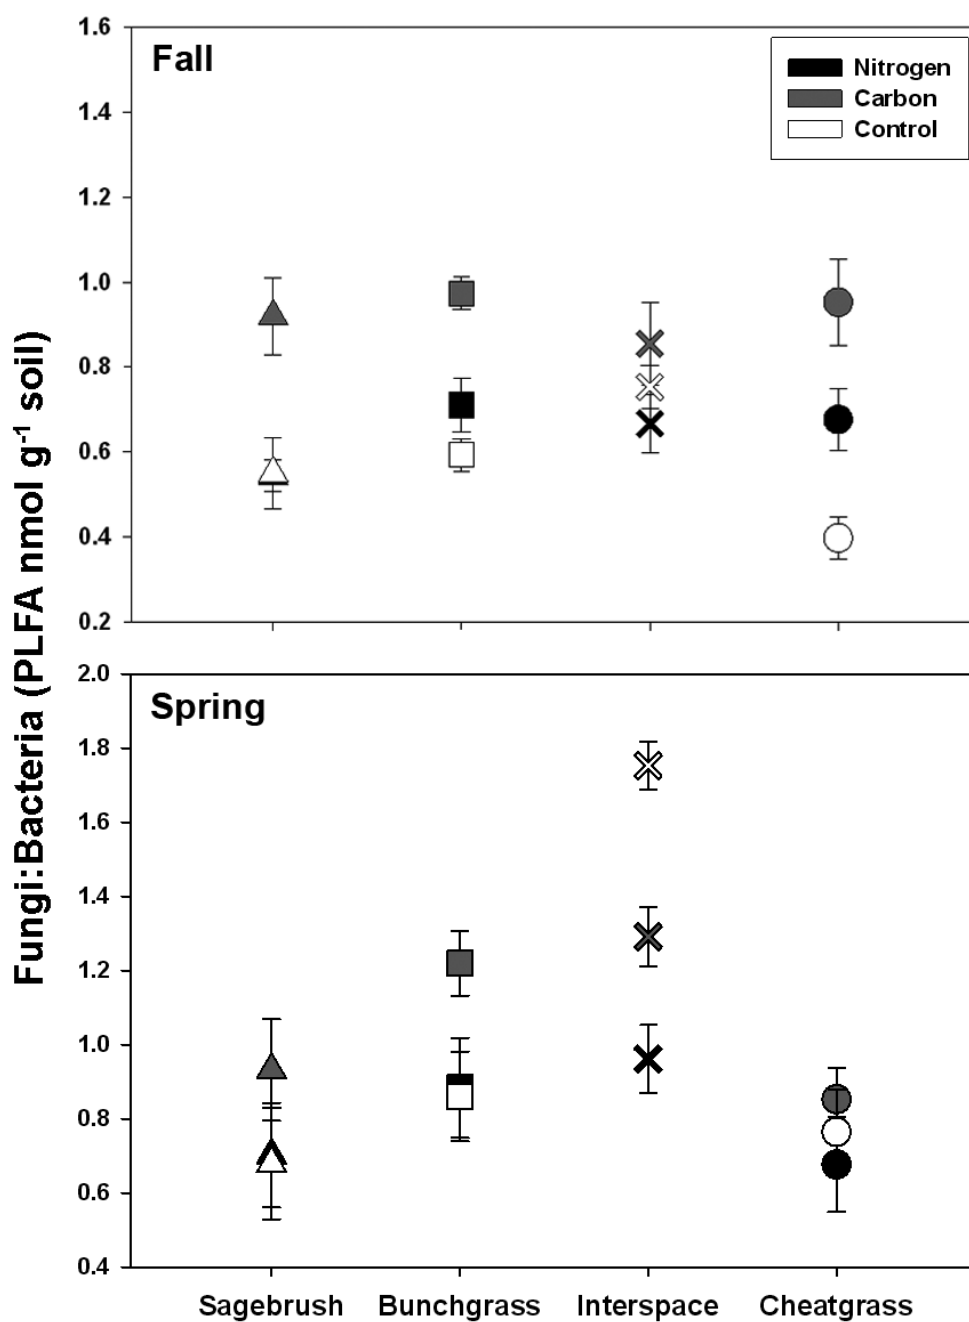 Fungi:Bacteria (PLFA nmol g⁻¹ soil)
Fall
Nitrogen
Carbon
Control
1.6
1.4
1.2
1.0
0.8
0.6
0.4
0.2
Spring
2.0
1.8
1.6
1.4
1.2
1.0
0.8
0.6
0.4
Sagebrush Bunchgrass Interspace Cheatgrass